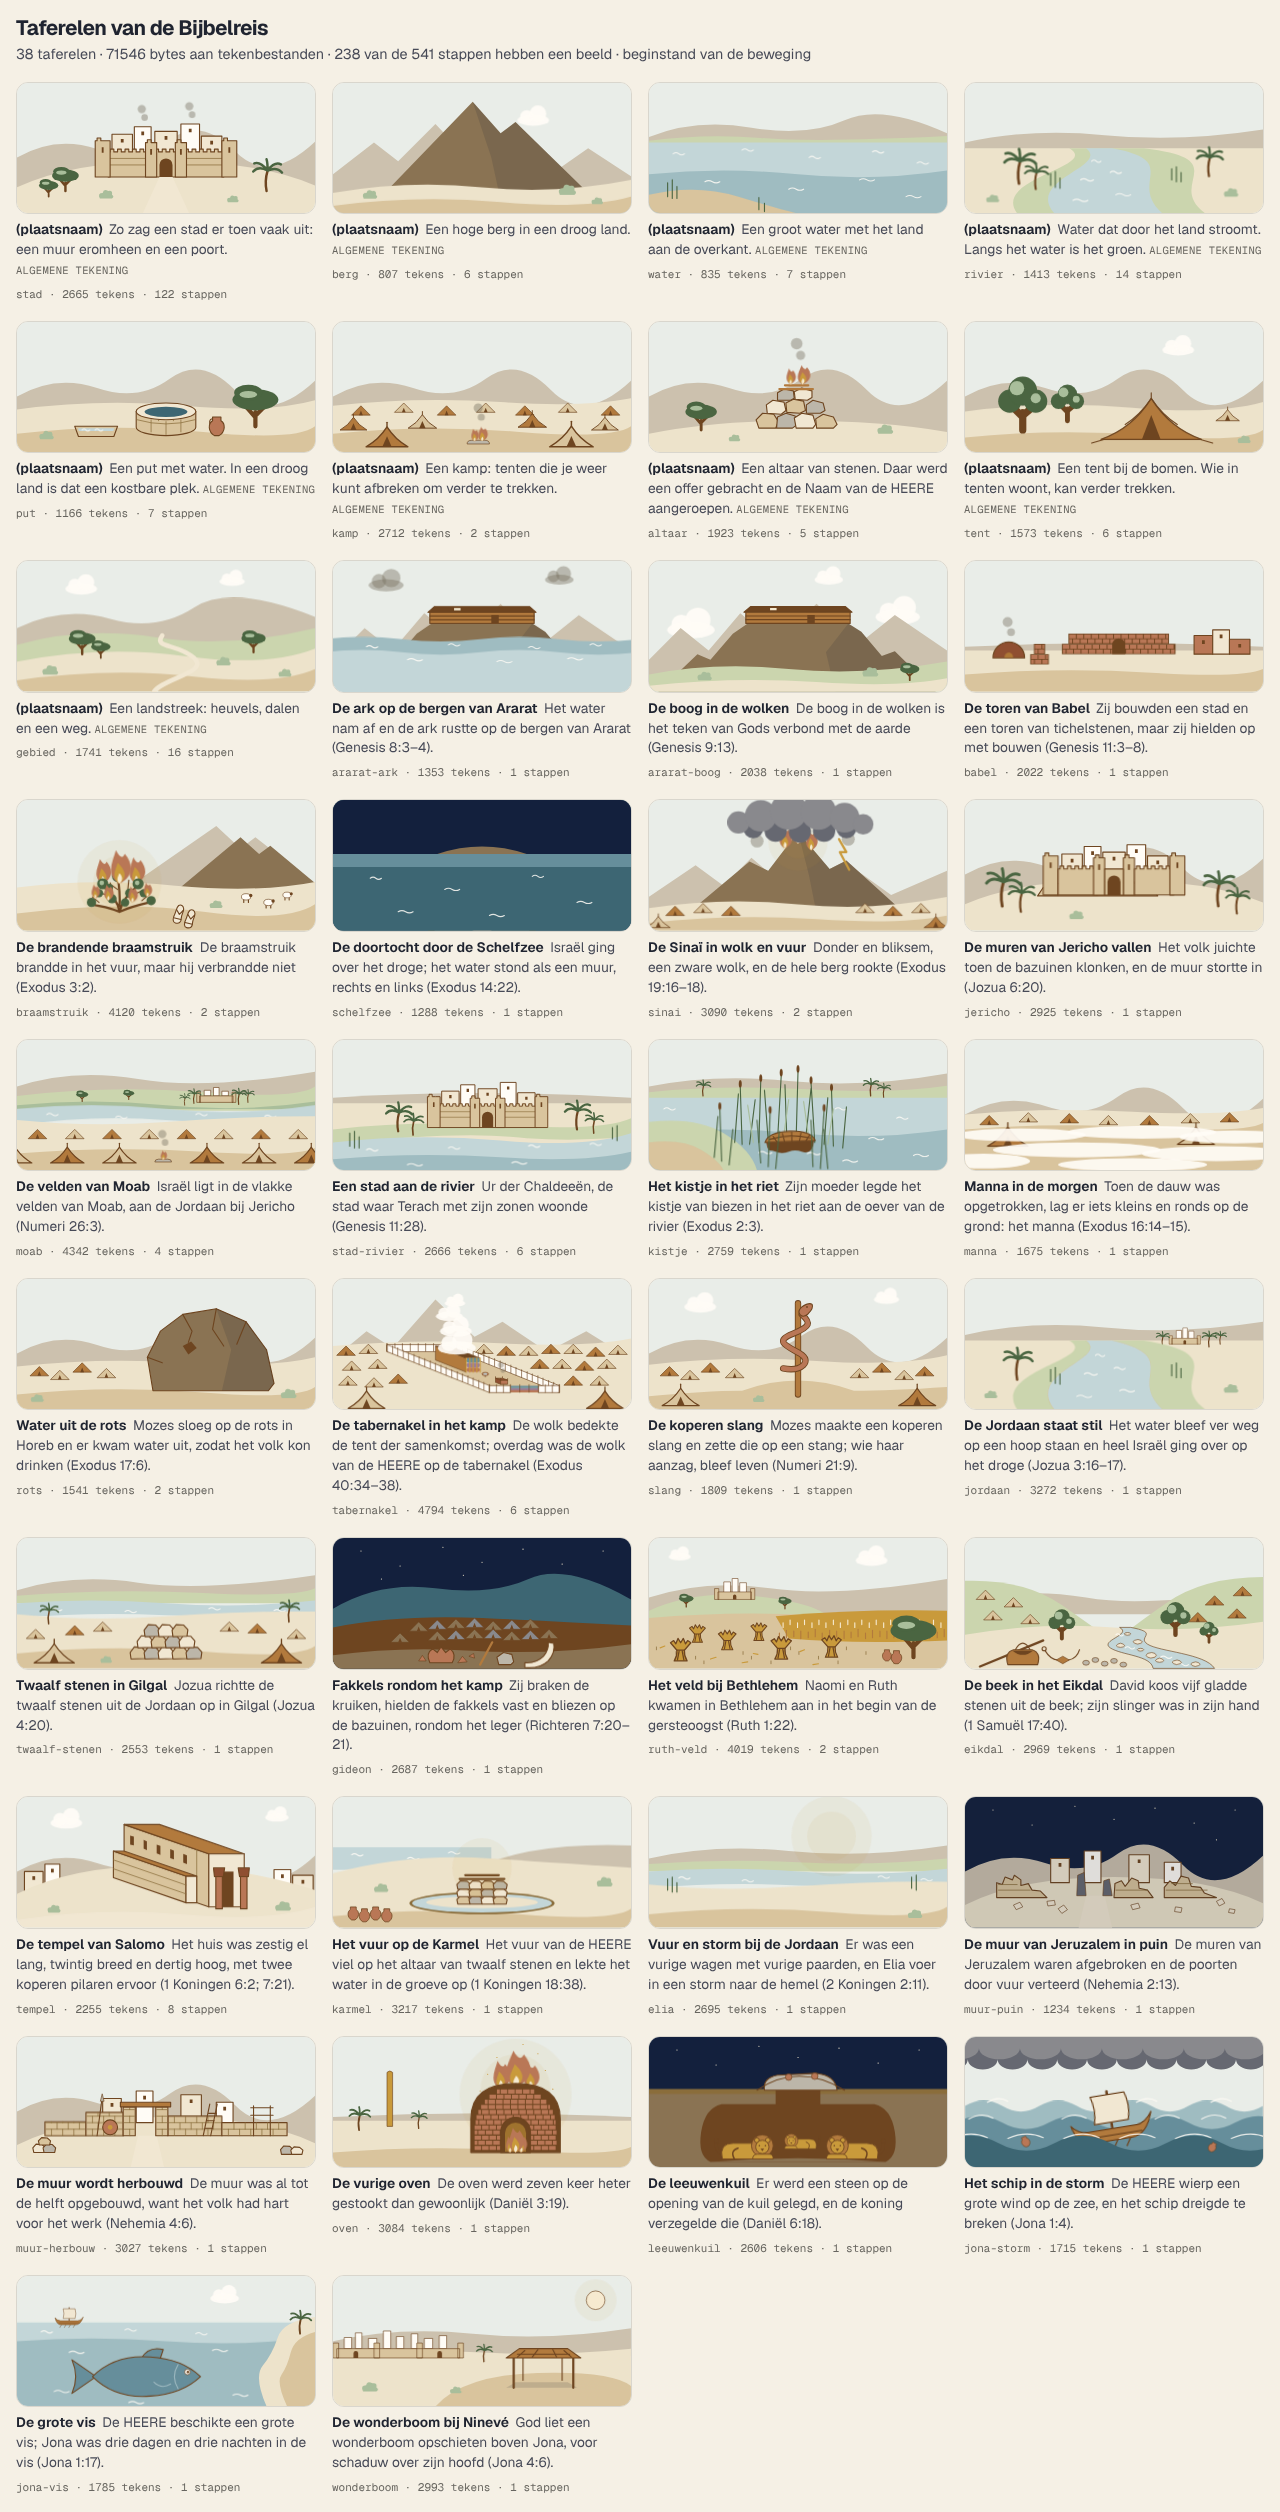 Taferelen van de Bijbelreis
38 taferelen · 71546 bytes aan tekenbestanden · 238 van de 541 stappen hebben een beeld · beginstand van de beweging
(plaatsnaam) Zo zag een stad er toen vaak uit:
een muur eromheen en een poort.
ALGEMENE TEKENING
stad · 2665 tekens · 122 stappen
(plaatsnaam) Een hoge berg in een droog land.
ALGEMENE TEKENING
berg · 807 tekens · 6 stappen
(plaatsnaam) Een groot water met het land
aan de overkant. ALGEMENE TEKENING
water · 835 tekens · 7 stappen
(plaatsnaam) Water dat door het land stroomt.
Langs het water is het groen. ALGEMENE TEKENING
rivier · 1413 tekens · 14 stappen
(plaatsnaam) Een put met water. In een droog
land is dat een kostbare plek. ALGEMENE TEKENING
put · 1166 tekens · 7 stappen
(plaatsnaam) Een kamp: tenten die je weer
kunt afbreken om verder te trekken.
ALGEMENE TEKENING
kamp · 2712 tekens · 2 stappen
(plaatsnaam) Een altaar van stenen. Daar werd
een offer gebracht en de Naam van de HEERE
aangeroepen. ALGEMENE TEKENING
altaar · 1923 tekens · 5 stappen
(plaatsnaam) Een tent bij de bomen. Wie in
tenten woont, kan verder trekken.
ALGEMENE TEKENING
tent · 1573 tekens · 6 stappen
(plaatsnaam) Een landstreek: heuvels, dalen
en een weg. ALGEMENE TEKENING
gebied · 1741 tekens · 16 stappen
De ark op de bergen van Ararat Het water
nam af en de ark rustte op de bergen van Ararat
(Genesis 8:3–4).
ararat-ark · 1353 tekens · 1 stappen
De boog in de wolken De boog in de wolken is
het teken van Gods verbond met de aarde
(Genesis 9:13).
ararat-boog · 2038 tekens · 1 stappen
De toren van Babel Zij bouwden een stad en
een toren van tichelstenen, maar zij hielden op
met bouwen (Genesis 11:3–8).
babel · 2022 tekens · 1 stappen
De brandende braamstruik De braamstruik
brandde in het vuur, maar hij verbrandde niet
(Exodus 3:2).
braamstruik · 4120 tekens · 2 stappen
De doortocht door de Schelfzee Israël ging
over het droge; het water stond als een muur,
rechts en links (Exodus 14:22).
schelfzee · 1288 tekens · 1 stappen
De Sinaï in wolk en vuur Donder en bliksem,
een zware wolk, en de hele berg rookte (Exodus
19:16–18).
sinai · 3090 tekens · 2 stappen
De muren van Jericho vallen Het volk juichte
toen de bazuinen klonken, en de muur stortte in
(Jozua 6:20).
jericho · 2925 tekens · 1 stappen
De velden van Moab Israël ligt in de vlakke
velden van Moab, aan de Jordaan bij Jericho
(Numeri 26:3).
moab · 4342 tekens · 4 stappen
Een stad aan de rivier Ur der Chaldeeën, de
stad waar Terach met zijn zonen woonde
(Genesis 11:28).
stad-rivier · 2666 tekens · 6 stappen
Het kistje in het riet Zijn moeder legde het
kistje van biezen in het riet aan de oever van de
rivier (Exodus 2:3).
kistje · 2759 tekens · 1 stappen
Manna in de morgen Toen de dauw was
opgetrokken, lag er iets kleins en ronds op de
grond: het manna (Exodus 16:14–15).
manna · 1675 tekens · 1 stappen
Water uit de rots Mozes sloeg op de rots in
Horeb en er kwam water uit, zodat het volk kon
drinken (Exodus 17:6).
rots · 1541 tekens · 2 stappen
De tabernakel in het kamp De wolk bedekte
de tent der samenkomst; overdag was de wolk
van de HEERE op de tabernakel (Exodus
40:34–38).
tabernakel · 4794 tekens · 6 stappen
De koperen slang Mozes maakte een koperen
slang en zette die op een stang; wie haar
aanzag, bleef leven (Numeri 21:9).
slang · 1809 tekens · 1 stappen
De Jordaan staat stil Het water bleef ver weg
op een hoop staan en heel Israël ging over op
het droge (Jozua 3:16–17).
jordaan · 3272 tekens · 1 stappen
Twaalf stenen in Gilgal Jozua richtte de
twaalf stenen uit de Jordaan op in Gilgal (Jozua
4:20).
twaalf-stenen · 2553 tekens · 1 stappen
Fakkels rondom het kamp Zij braken de
kruiken, hielden de fakkels vast en bliezen op
de bazuinen, rondom het leger (Richteren 7:20–
21).
gideon · 2687 tekens · 1 stappen
Het veld bij Bethlehem Naomi en Ruth
kwamen in Bethlehem aan in het begin van de
gersteoogst (Ruth 1:22).
ruth-veld · 4019 tekens · 2 stappen
De beek in het Eikdal David koos vijf gladde
stenen uit de beek; zijn slinger was in zijn hand
(1 Samuël 17:40).
eikdal · 2969 tekens · 1 stappen
De tempel van Salomo Het huis was zestig el
lang, twintig breed en dertig hoog, met twee
koperen pilaren ervoor (1 Koningen 6:2; 7:21).
tempel · 2255 tekens · 8 stappen
Het vuur op de Karmel Het vuur van de HEERE
viel op het altaar van twaalf stenen en lekte het
water in de groeve op (1 Koningen 18:38).
karmel · 3217 tekens · 1 stappen
Vuur en storm bij de Jordaan Er was een
vurige wagen met vurige paarden, en Elia voer
in een storm naar de hemel (2 Koningen 2:11).
elia · 2695 tekens · 1 stappen
De muur van Jeruzalem in puin De muren van
Jeruzalem waren afgebroken en de poorten
door vuur verteerd (Nehemia 2:13).
muur-puin · 1234 tekens · 1 stappen
De muur wordt herbouwd De muur was al tot
de helft opgebouwd, want het volk had hart
voor het werk (Nehemia 4:6).
muur-herbouw · 3027 tekens · 1 stappen
De vurige oven De oven werd zeven keer heter
gestookt dan gewoonlijk (Daniël 3:19).
oven · 3084 tekens · 1 stappen
De leeuwenkuil Er werd een steen op de
opening van de kuil gelegd, en de koning
verzegelde die (Daniël 6:18).
leeuwenkuil · 2606 tekens · 1 stappen
Het schip in de storm De HEERE wierp een
grote wind op de zee, en het schip dreigde te
breken (Jona 1:4).
jona-storm · 1715 tekens · 1 stappen
De grote vis De HEERE beschikte een grote
vis; Jona was drie dagen en drie nachten in de
vis (Jona 1:17).
jona-vis · 1785 tekens · 1 stappen
De wonderboom bij Ninevé God liet een
wonderboom opschieten boven Jona, voor
schaduw over zijn hoofd (Jona 4:6).
wonderboom · 2993 tekens · 1 stappen